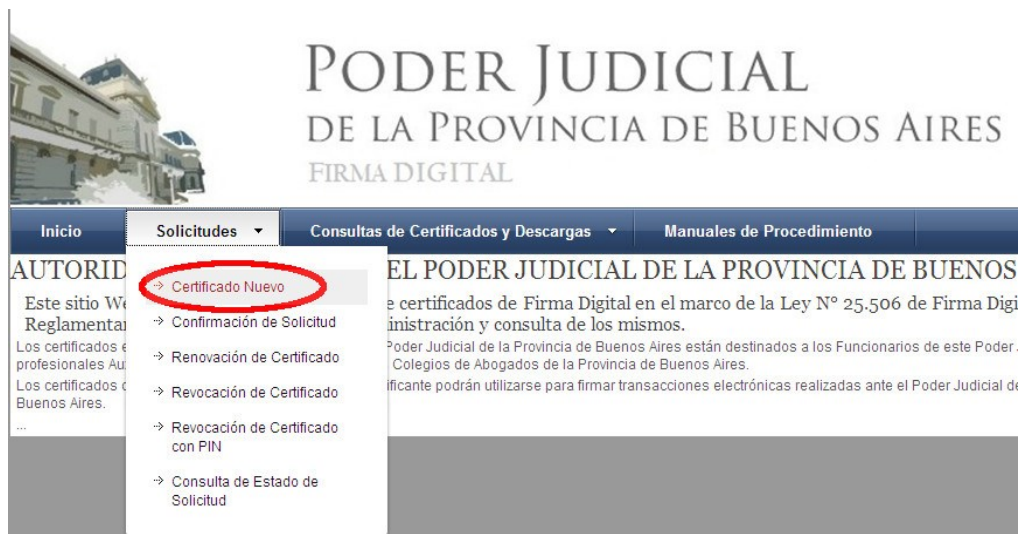 PODER JUDICIAL
DE LA PROVINCIA DE BUENOS AIRES
FIRMA DIGITAL
Inicio Solicitudes Consultas de Certificados y Descargas Manuales de Procedimiento
AUTORID EL PODER JUDICIAL DE LA PROVINCIA DE BUENOS
→ Certificado Nuevo
→ Confirmación de Solicitud
→ Renovación de Certificado
→ Revocación de Certificado
→ Revocación de Certificado
con PIN
→ Consulta de Estado de
Solicitud
Este sitio We e certificados de Firma Digital en el marco de la Ley N° 25.506 de Firma Digi
Reglamentar inistración y consulta de los mismos.
Los certificados e Poder Judicial de la Provincia de Buenos Aires están destinados a los Funcionarios de este Poder J
profesionales Au Colegios de Abogados de la Provincia de Buenos Aires.
Los certificados ificante podrán utilizarse para firmar transacciones electrónicas realizadas ante el Poder Judicial de
Buenos Aires.
...